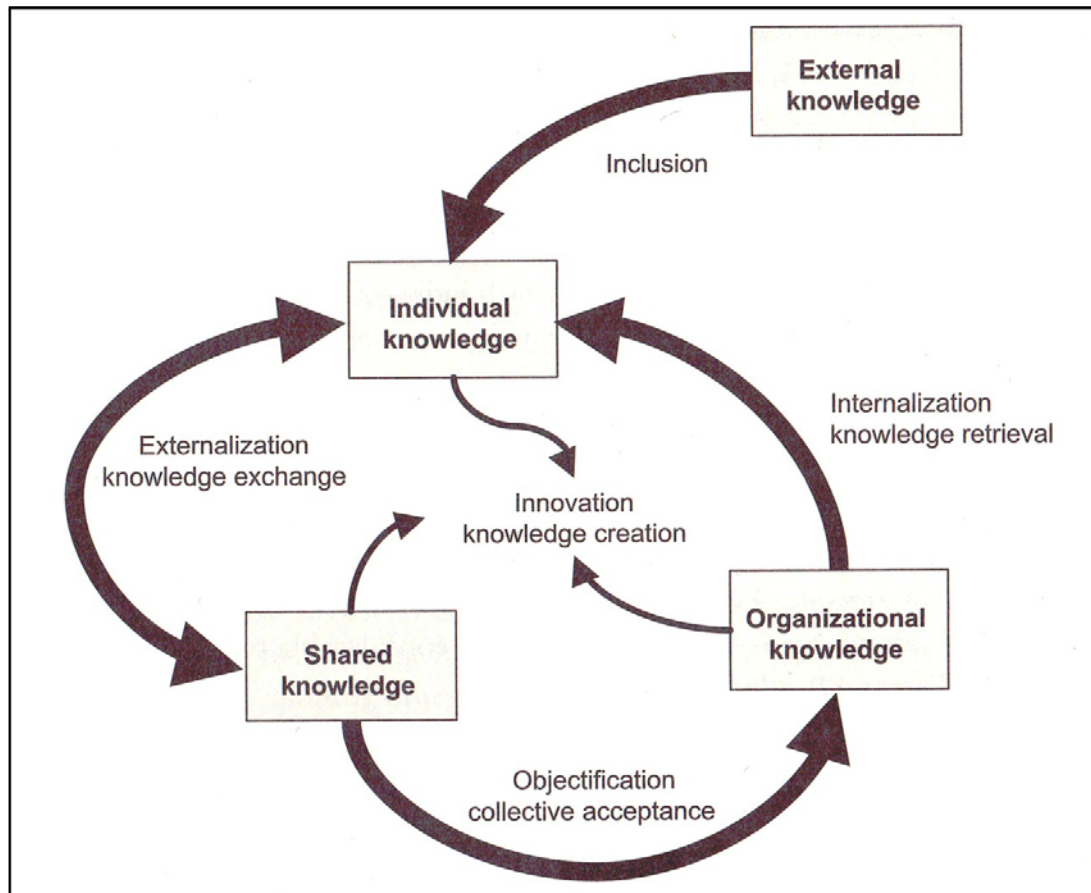 External
knowledge
Inclusion
Individual
knowledge
Internalization
knowledge retrieval
Externalization
knowledge exchange
Innovation
knowledge creation
Organizational
knowledge
Shared
knowledge
Objectification
collective acceptance